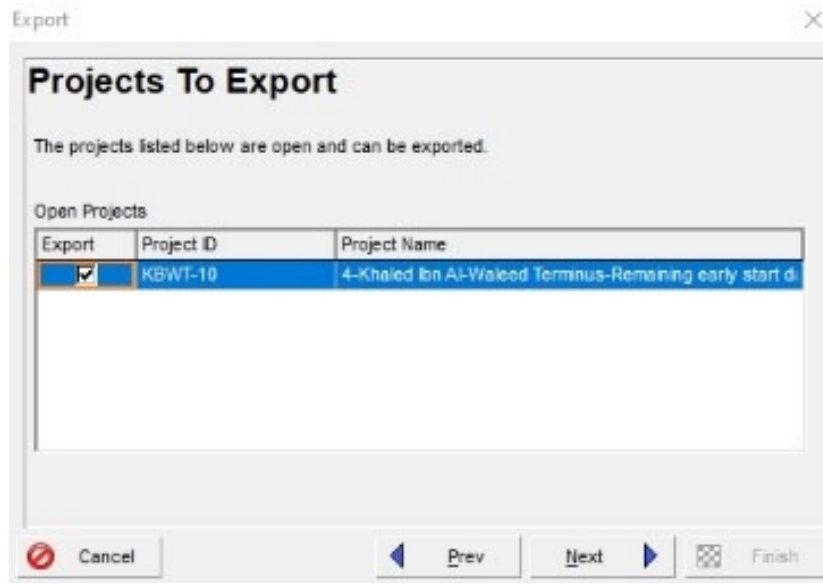 Export
Projects To Export
The projects listed below are open and can be exported.
Open Projects
Export Project ID Project Name
KBWT-10 4-Khaled Ibn Al-Waleed Terminus-Remaining early start d
Cancel Prev Next Finish